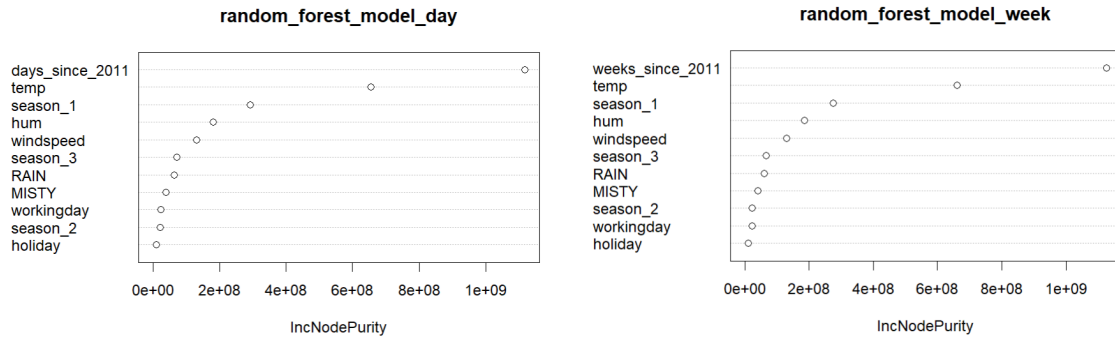 random_forest_model_day
days_since_2011
temp
season_1
hum
windspeed
season_3
RAIN
MISTY
workingday
season_2
holiday
0e+00 2e+08 4e+08 6e+08 8e+08 1e+09
IncNodePurity
random_forest_model_week
weeks_since_2011
temp
season_1
hum
windspeed
season_3
RAIN
MISTY
season_2
workingday
holiday
0e+00 2e+08 4e+08 6e+08 8e+08 1e+09
IncNodePurity